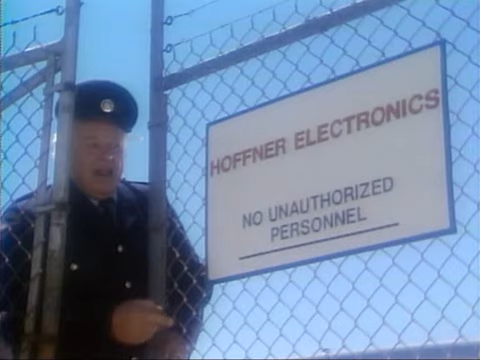 HOFFNER ELECTRONICS
NO UNAUTHORIZED
PERSONNEL